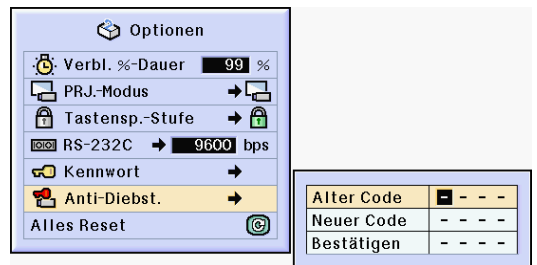 Optionen
Verbl. %-Dauer 99 %
PRJ.-Modus
Tastensp.-Stufe
RS-232C 9600 bps
Kennwort
Anti-Diebst.
Alles Reset
Alter Code - - - -
Neuer Code - - - -
Bestätigen - - - -